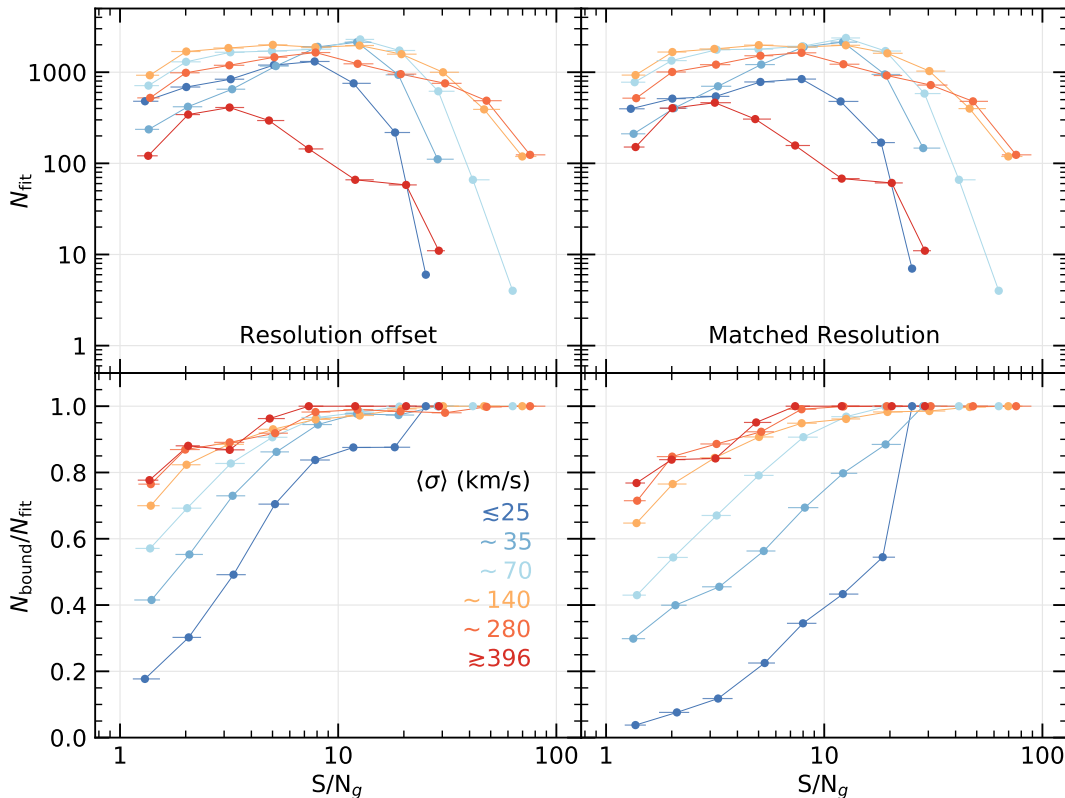 1000
100
10
1
N_fit
Resolution offset
Matched Resolution
1.0
0.8
0.6
0.4
0.2
0.0
N_bound/N_fit
⟨σ⟩ (km/s)
≲25
~ 35
~ 70
~ 140
~ 280
≳396
1 10 100
1 10 100
S/N_g
S/N_g